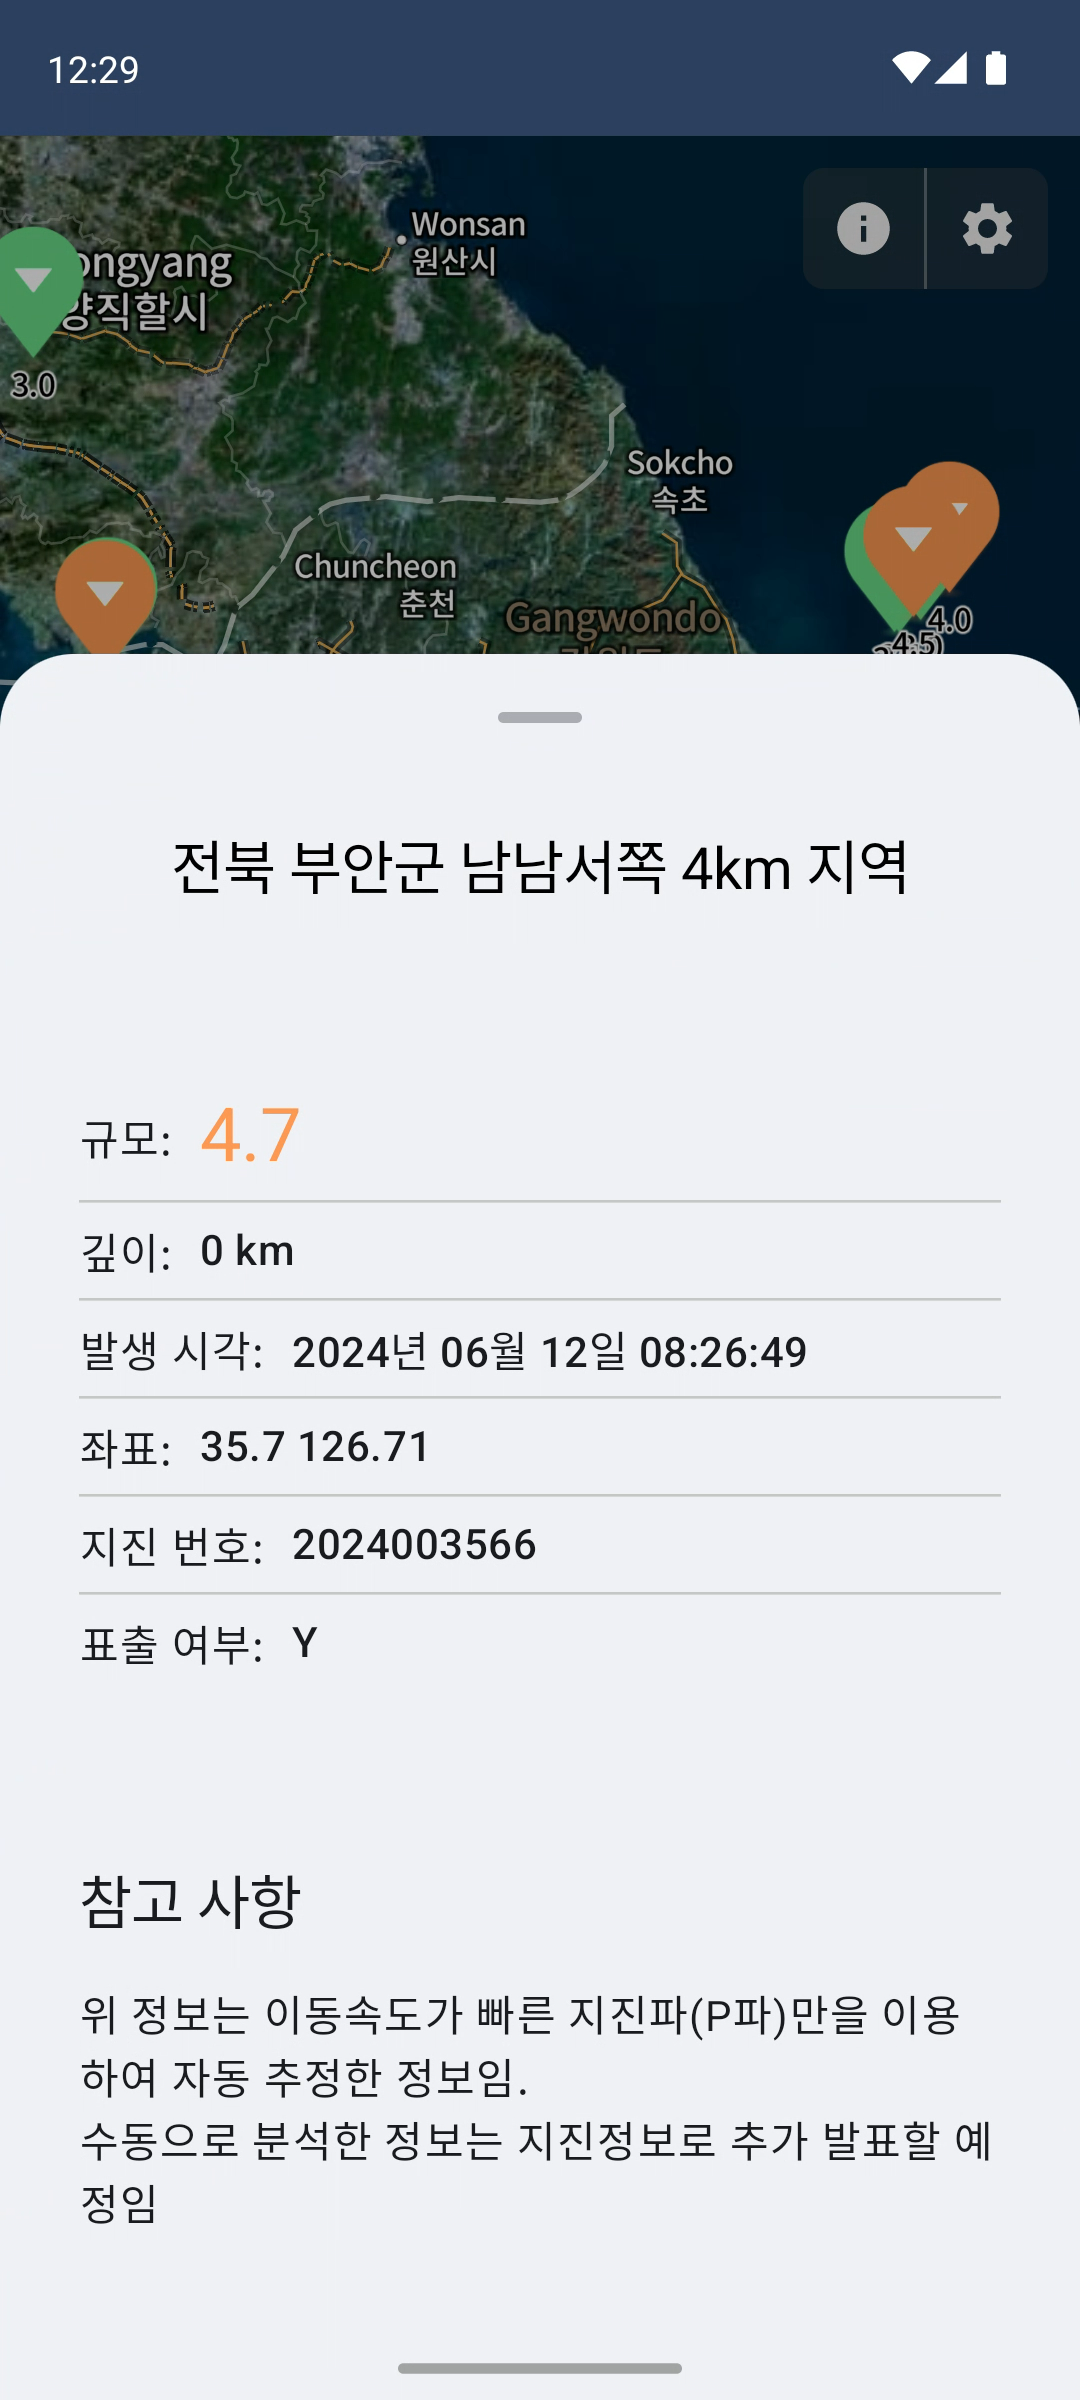 12:29
Wonsan
원산시
ongyang
양직할시
3.0
Sokcho
속초
Chuncheon
춘천
Gangwondo
4.0
4.5
전북 부안군 남남서쪽 4km 지역
규모: 4.7
깊이: 0 km
발생 시각: 2024년 06월 12일 08:26:49
좌표: 35.7 126.71
지진 번호: 2024003566
표출 여부: Y
참고 사항
위 정보는 이동속도가 빠른 지진파(P파)만을 이용
하여 자동 추정한 정보임.
수동으로 분석한 정보는 지진정보로 추가 발표할 예
정임